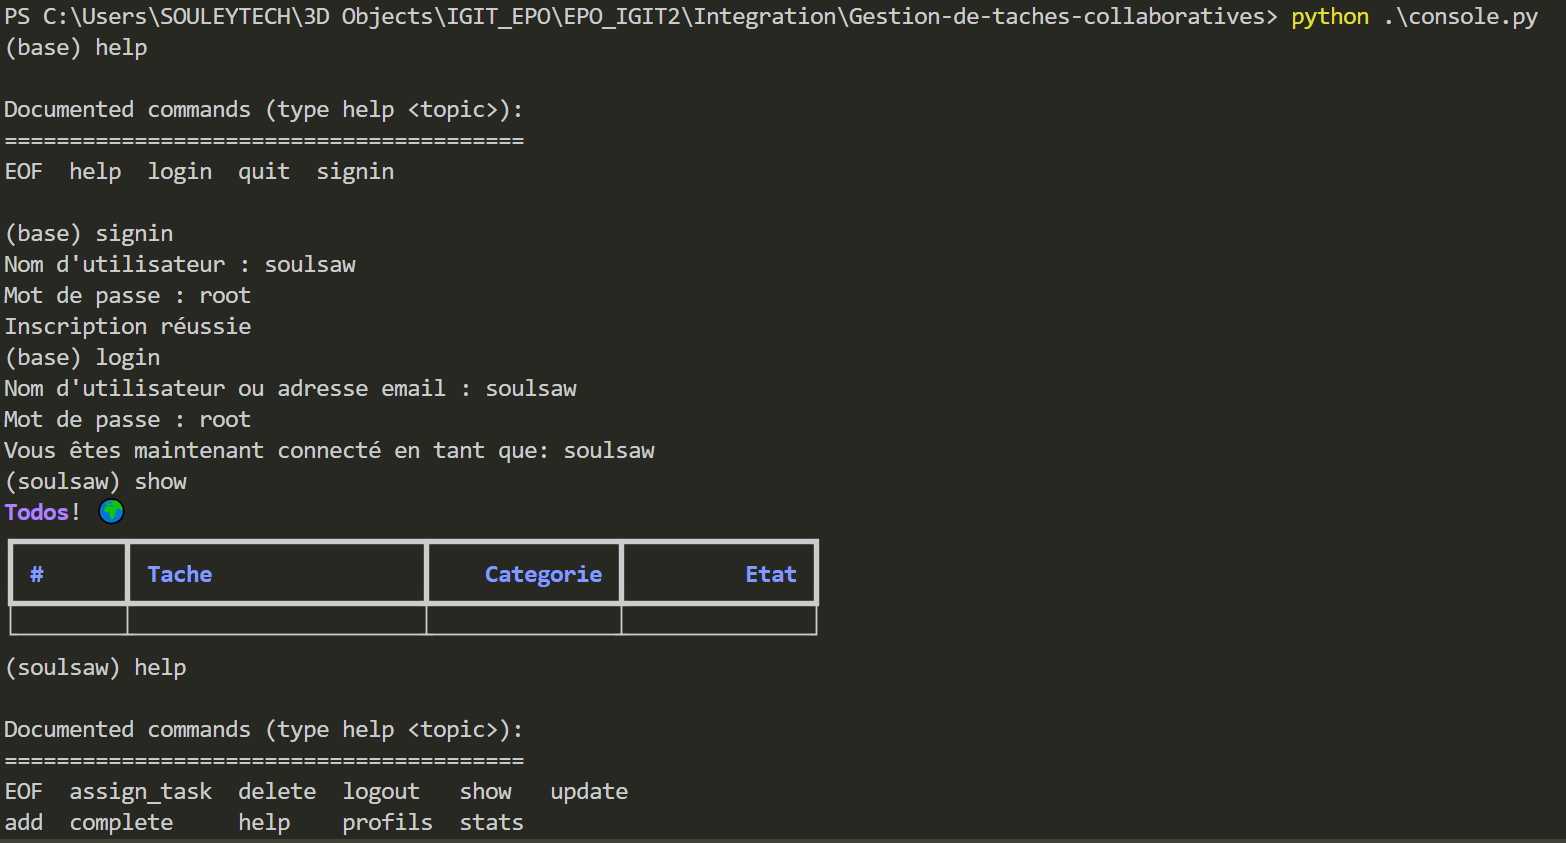 PS C:\Users\SOULEYTECH\3D Objects\IGIT_EPO\EPO_IGIT2\Integration\Gestion-de-taches-collaboratives> python .\console.py
(base) help
Documented commands (type help <topic>):
========================================
EOF  help  login  quit  signin
(base) signin
Nom d'utilisateur : soulsaw
Mot de passe : root
Inscription réussie
(base) login
Nom d'utilisateur ou adresse email : soulsaw
Mot de passe : root
Vous êtes maintenant connecté en tant que: soulsaw
(soulsaw) show
Todos! 🌍
# Tache Categorie Etat
(soulsaw) help
Documented commands (type help <topic>):
========================================
EOF  assign_task  delete  logout   show   update
add  complete     help    profils  stats